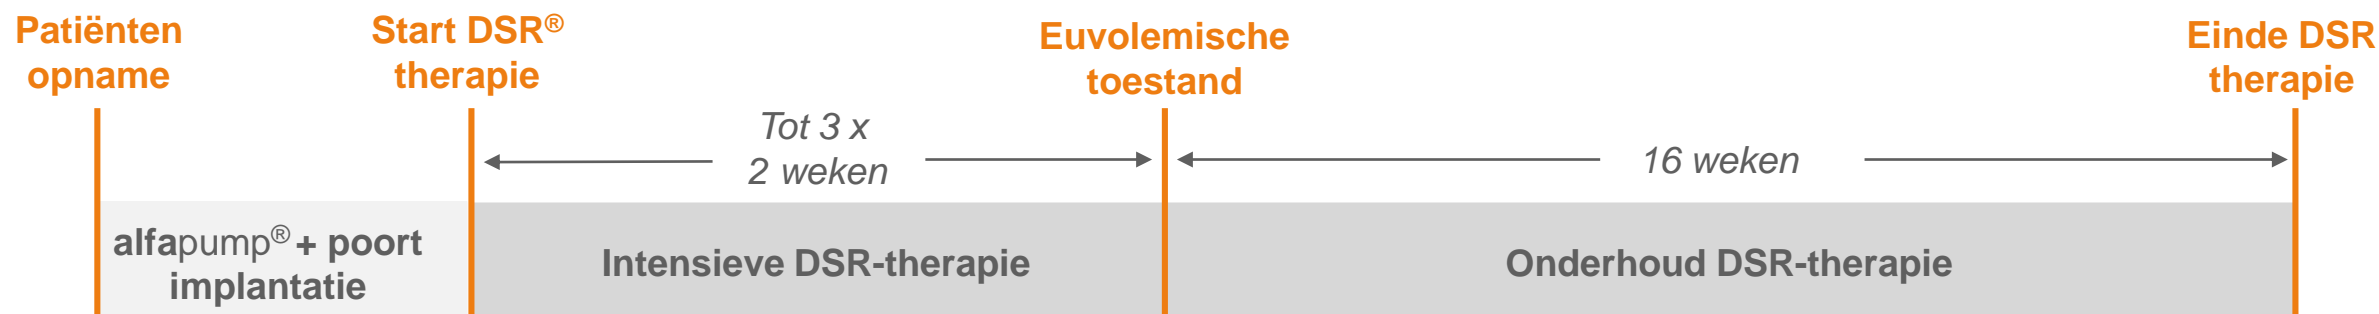 Patiënten
opname
Start DSR®
therapie
Euvolemische
toestand
Einde DSR
therapie
Tot 3 x
2 weken
16 weken
alfapump® + poort
implantatie
Intensieve DSR-therapie
Onderhoud DSR-therapie